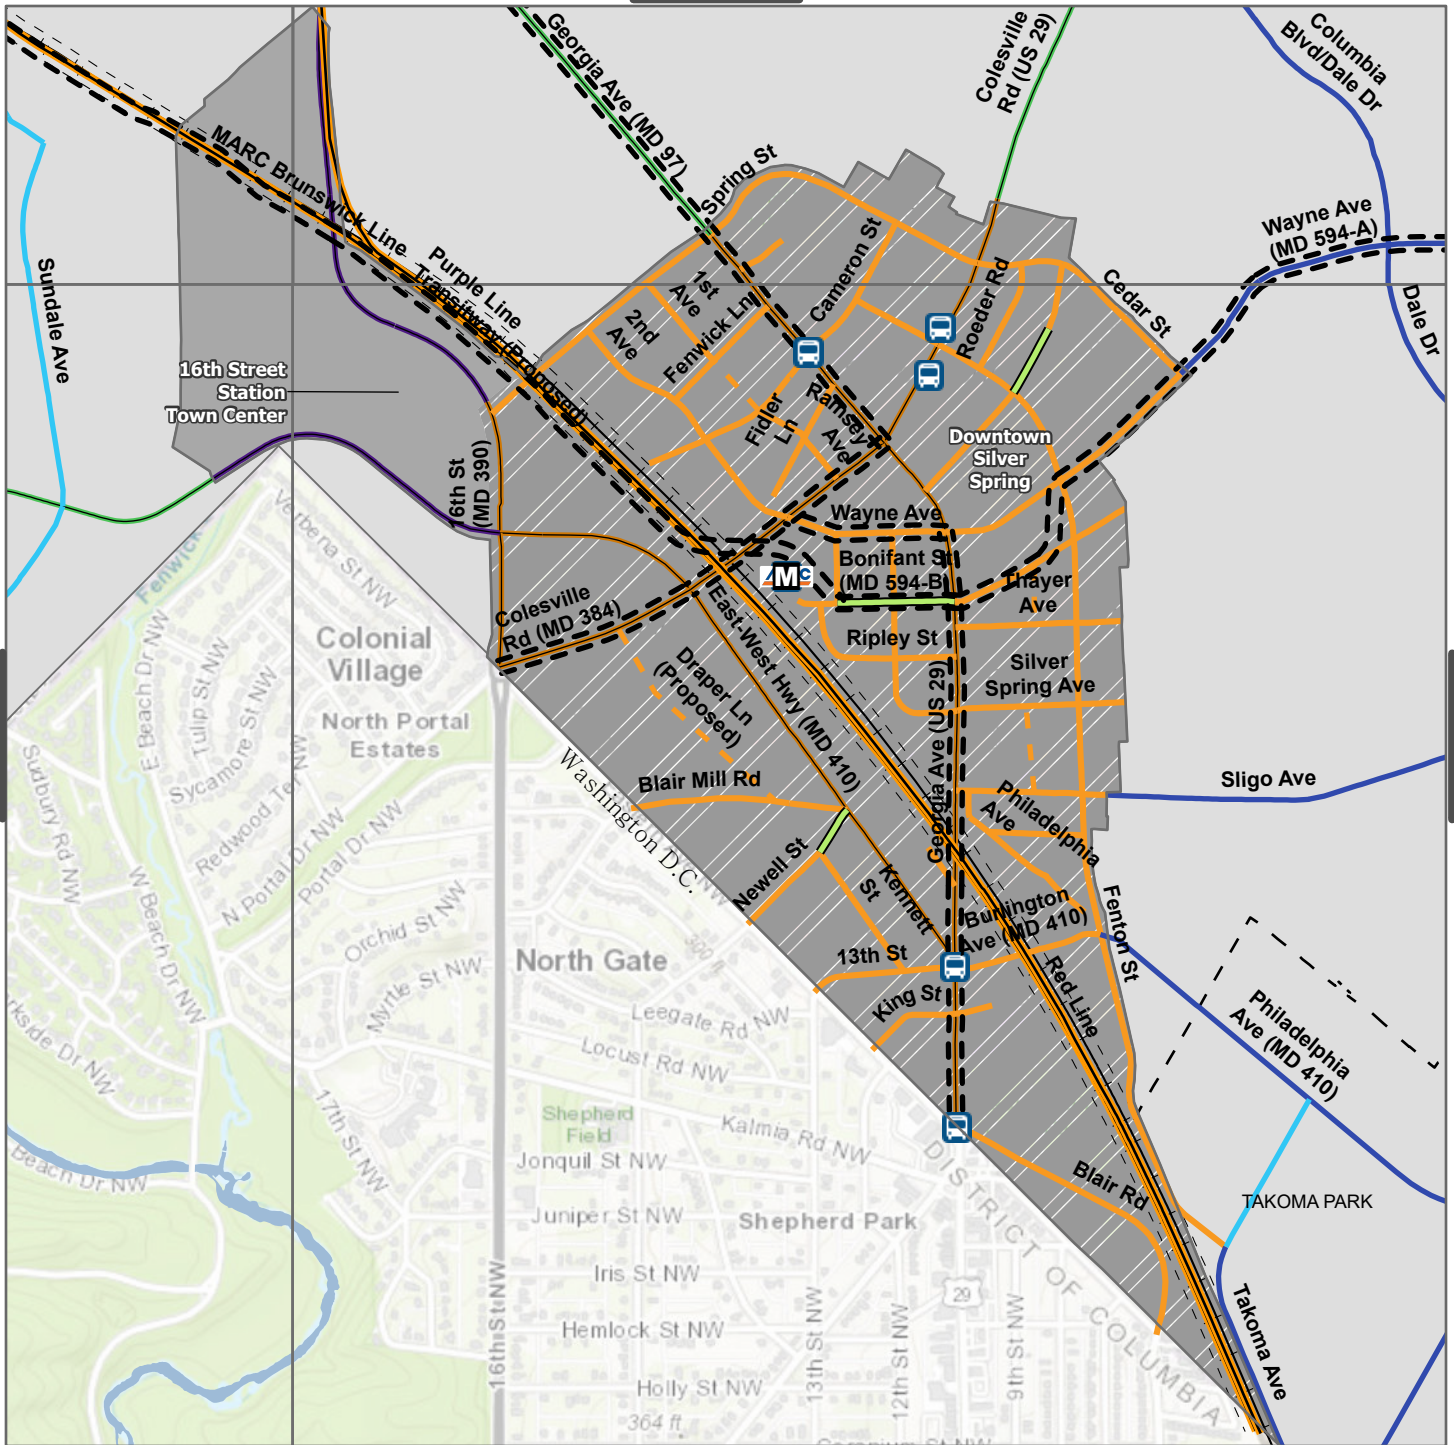 Georgia Ave (MD 97)
Colesville
Rd (US 29)
Columbia
Blvd/Dale Dr
MARC Brunswick Line
Spring St
Purple Line
Transitway (Proposed)
Wayne Ave
(MD 594-A)
Cameron St
1st
Ave
2nd
Ave
Fenwick Ln
Roeder Rd
Cedar St
Sundale Ave
Dale Dr
16th Street
Station
Town Center
Ramsey
Ave
Fidler
Ln
Downtown
Silver
Spring
16th St
(MD 390)
Wayne Ave
Bonifant St
(MD 594-B)
Thayer
Ave
M
Verbena St NW
Fenwick
Colesville
Rd (MD 384)
East-West Hwy (MD 410)
Ripley St
Silver
Spring Ave
Colonial
Village
E Beach Dr NW
Tulip St NW
Sycamore St NW
North Portal
Estates
Draper Ln
(Proposed)
Georgia Ave (US 29)
Blair Mill Rd
Sligo Ave
Philadelphia
Ave
Washington D.C.
Sudbury Rd NW
Redwood Ter NW
N Portal Dr NW
Portal Dr NW
W Beach Dr NW
Newell St
Kennett
St
Burlington
Ave (MD 410)
Fenton St
Orchid St NW
Myrtle St NW
North Gate
300 ft
NW
13th St
King St
Red Line
Philadelphia
Ave (MD 410)
Leegate Rd NW
Locust Rd NW
Kalmia Rd NW
17th St NW
Shepherd
Field
Beach Dr NW
Jonquil St NW
Juniper St NW
Shepherd Park
Blair Rd
TAKOMA PARK
DISTRICT OF COLUMBIA
Iris St NW
29
Hemlock St NW
16th St NW
13th St NW
12th St NW
9th St NW
Holly St NW
364 ft
Takoma Ave